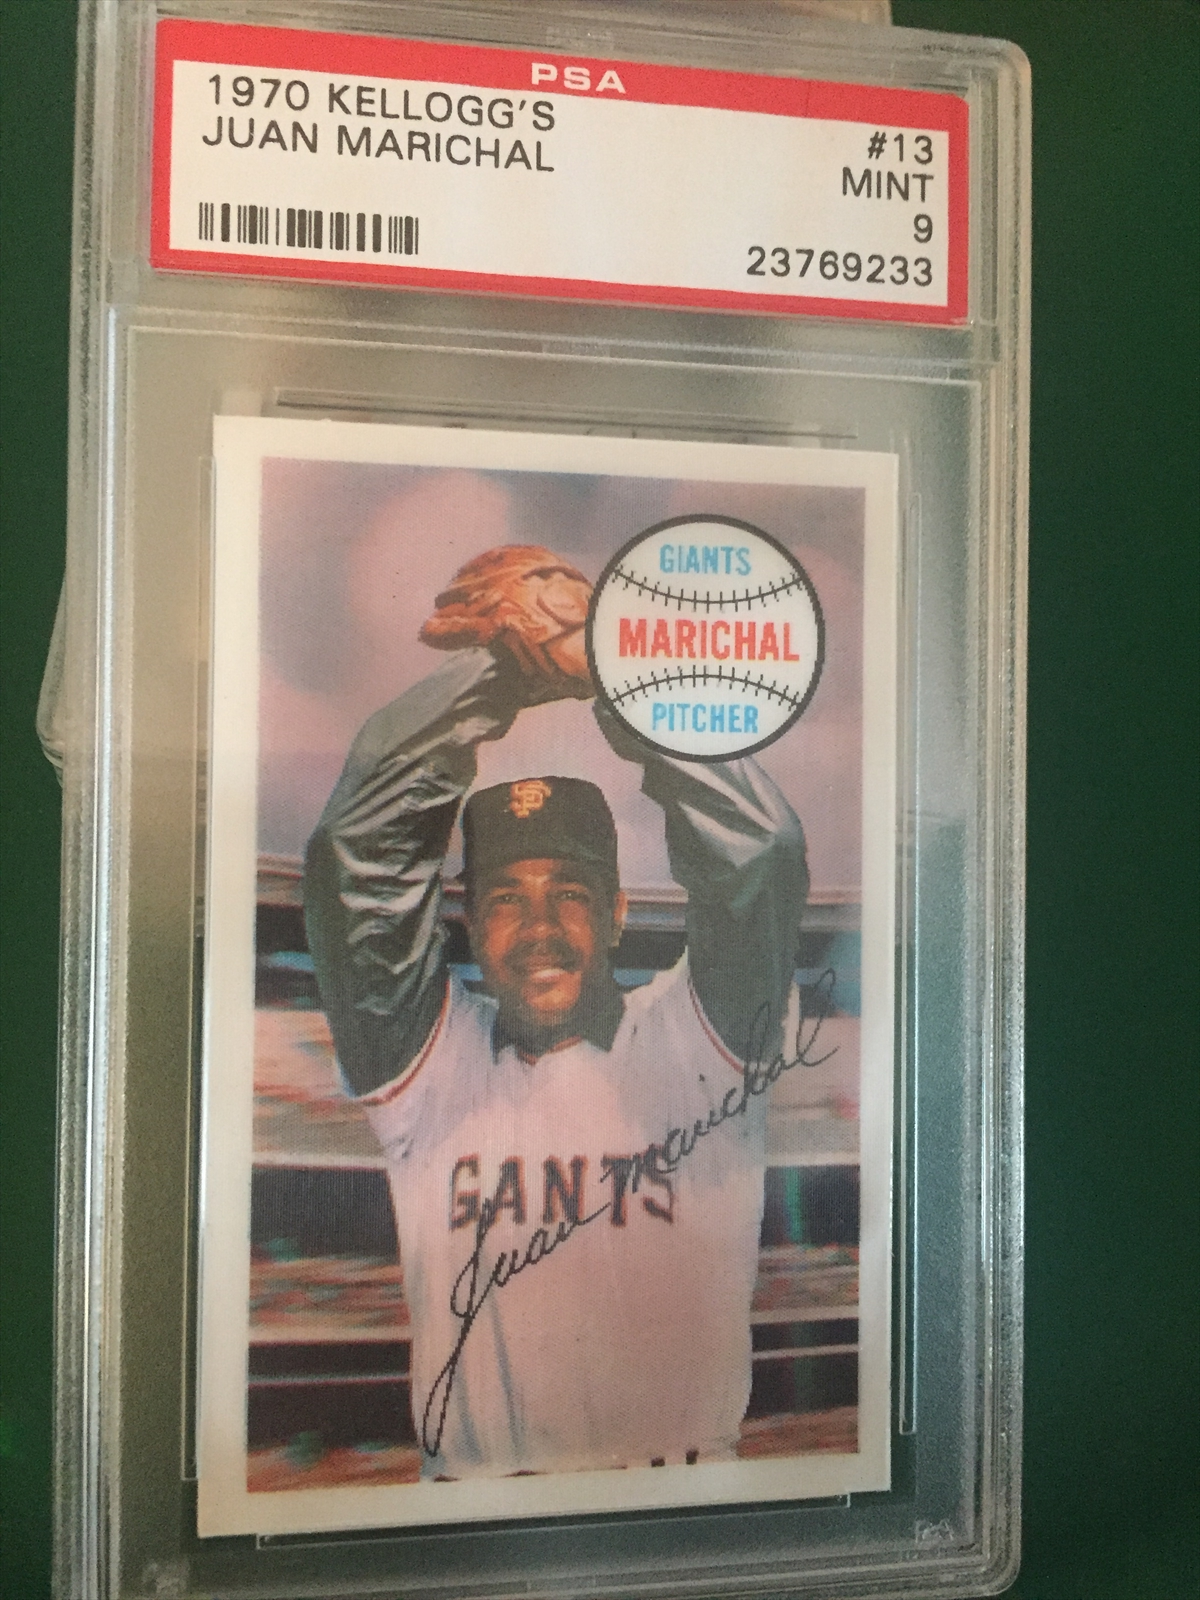 PSA
1970 KELLOGG'S
JUAN MARICHAL
#13
MINT
9
23769233
GIANTS
MARICHAL
PITCHER
SF
GANTS
Juan Marichal